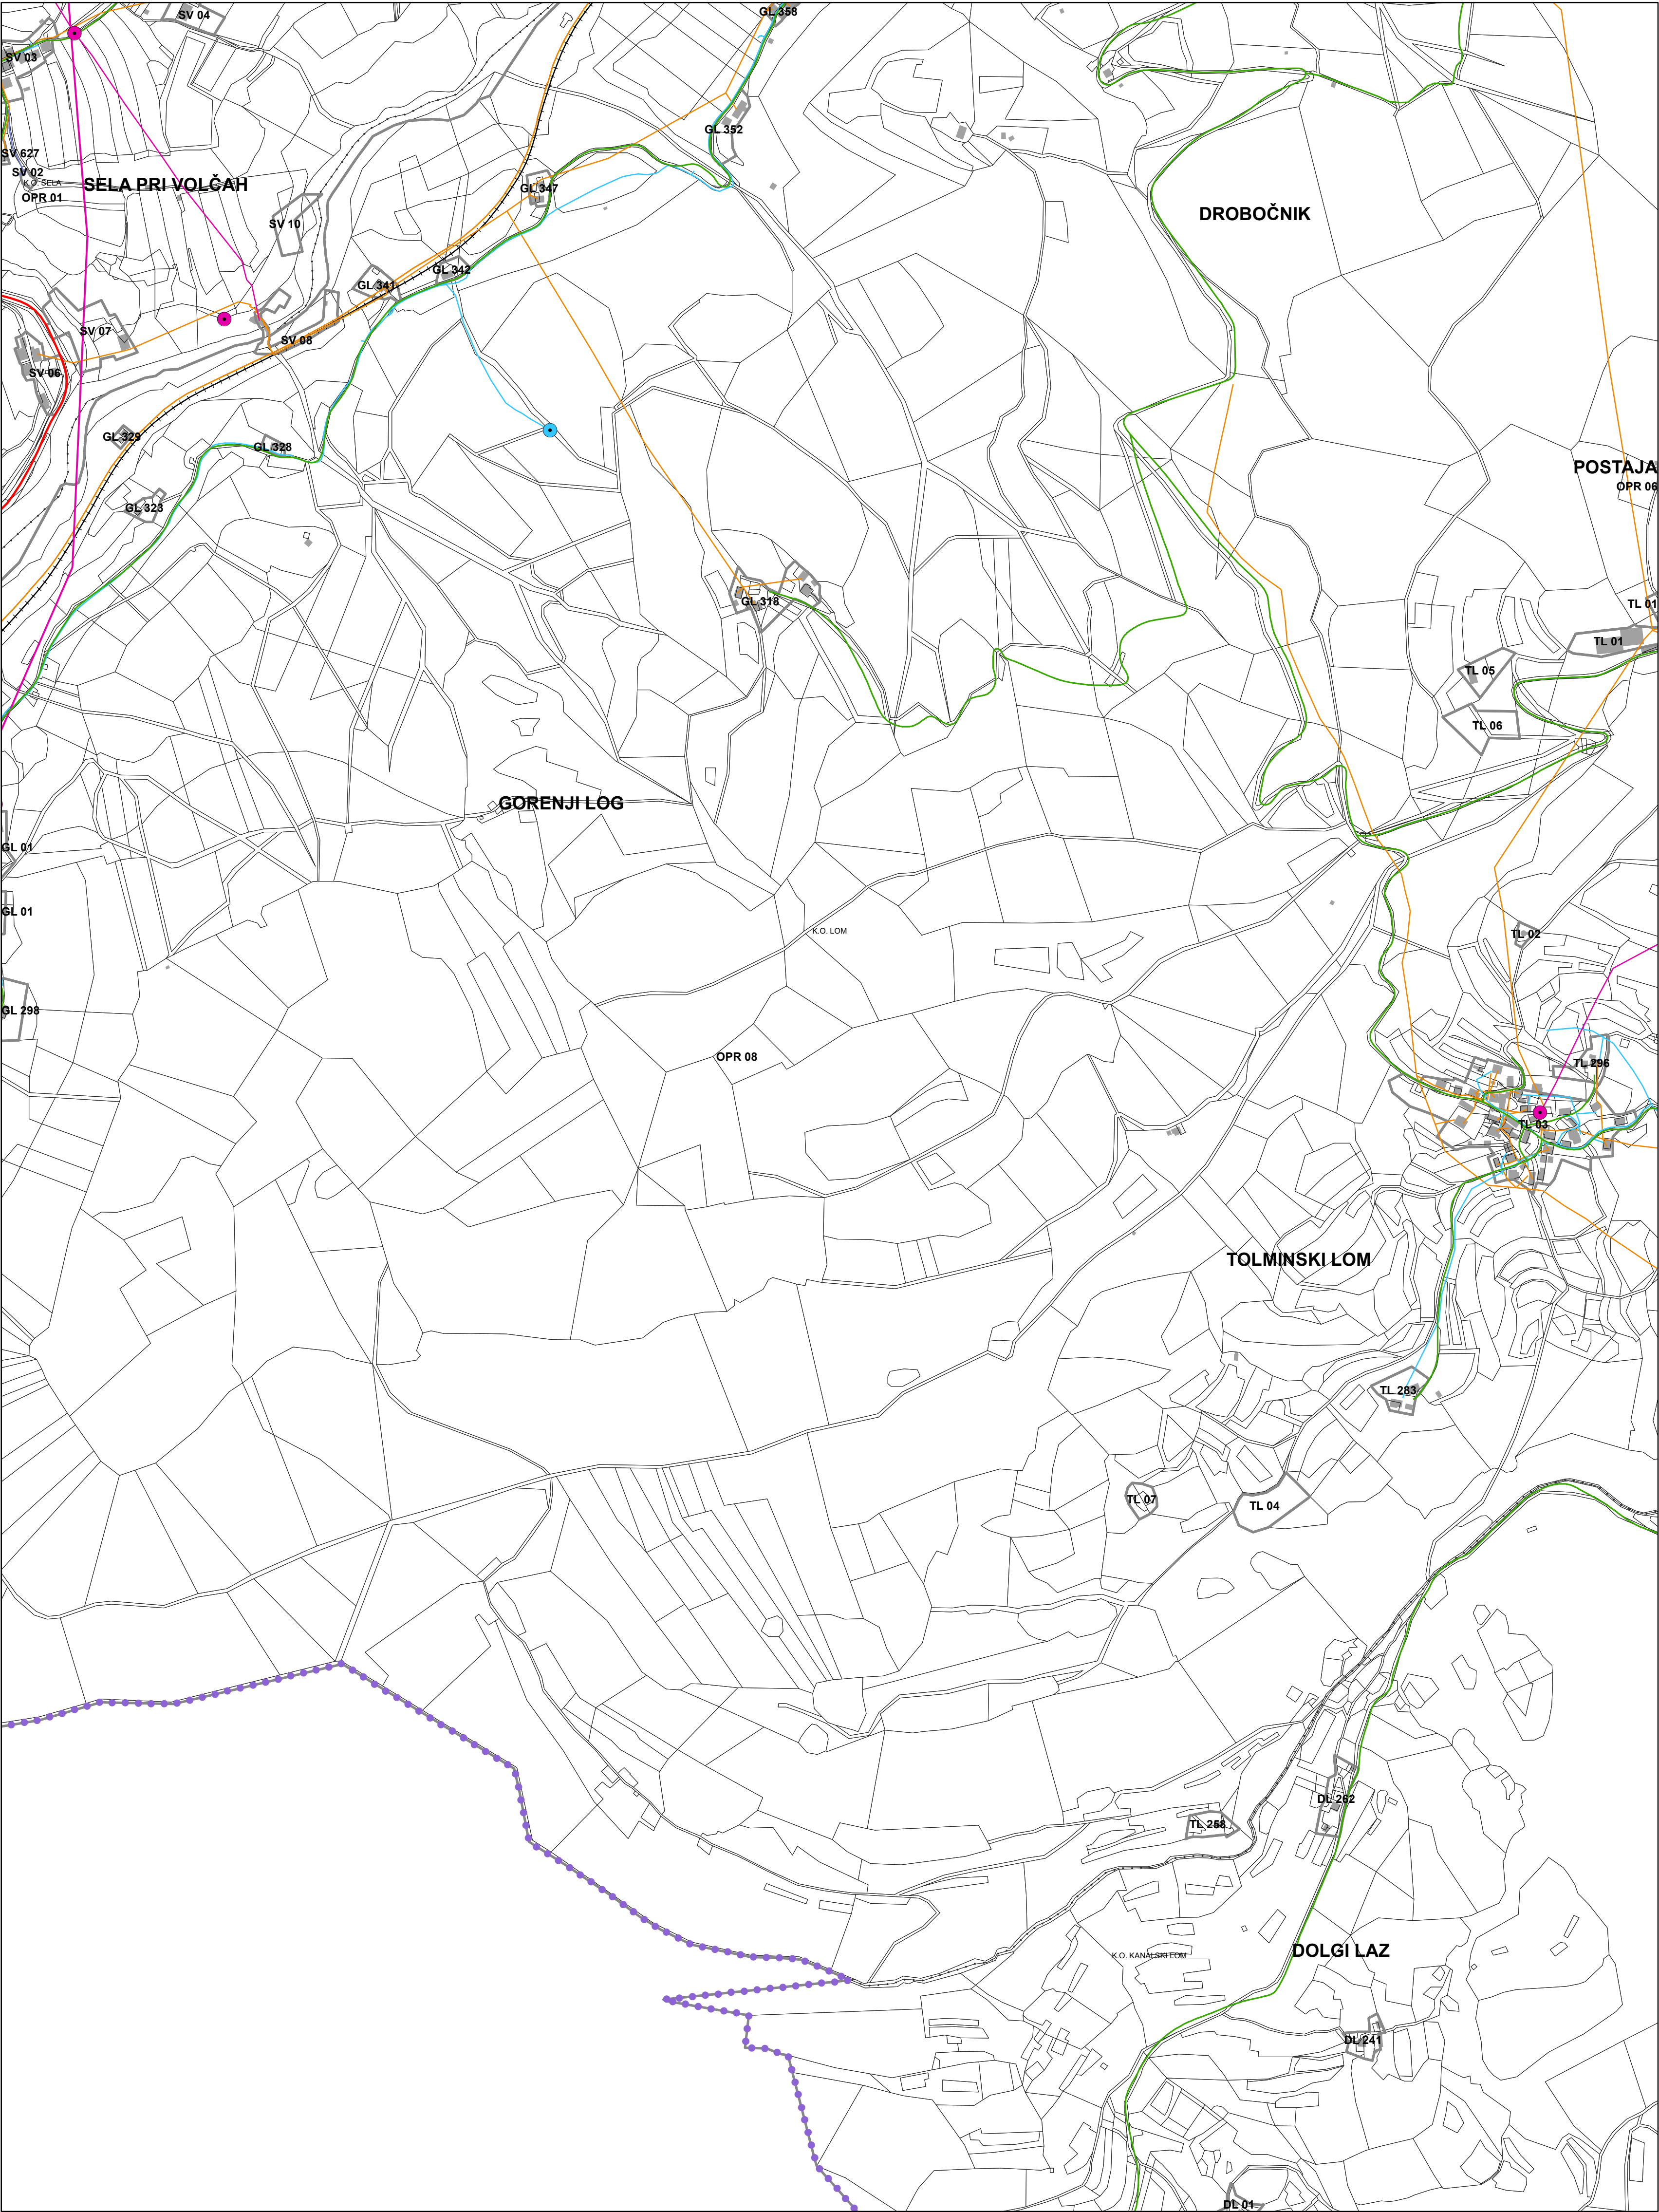 GL 358
SV 04
SV 03
GL 352
SV 627
SV 02
K.O. SELA
SELA PRI VOLČAH
OPR 01
GL 347
DROBOČNIK
SV 10
GL 342
GL 341
SV 07
SV 08
SV 06
GL 329
GL 328
POSTAJA
OPR 06
GL 323
GL 318
TL 01
TL 01
TL 05
TL 06
GORENJI LOG
GL 01
GL 01
K.O. LOM
TL 02
GL 298
OPR 08
TL 296
TL 03
TOLMINSKI LOM
TL 283
TL 07
TL 04
DL 262
TL 258
DOLGI LAZ
K.O. KANALSKI LOM
DL 241
DL 01